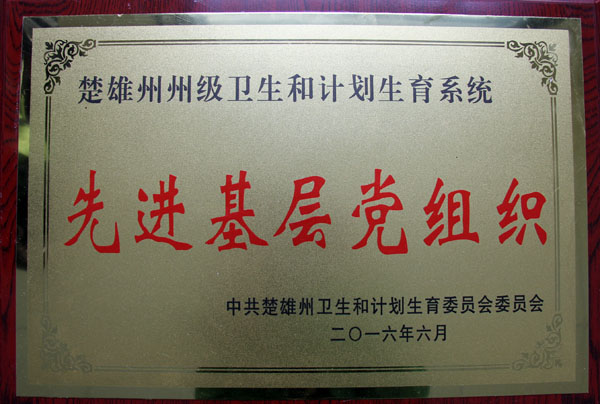 楚雄州州级卫生和计划生育系统
先进基层党组织
中共楚雄州卫生和计划生育委员会委员会
二〇一六年六月